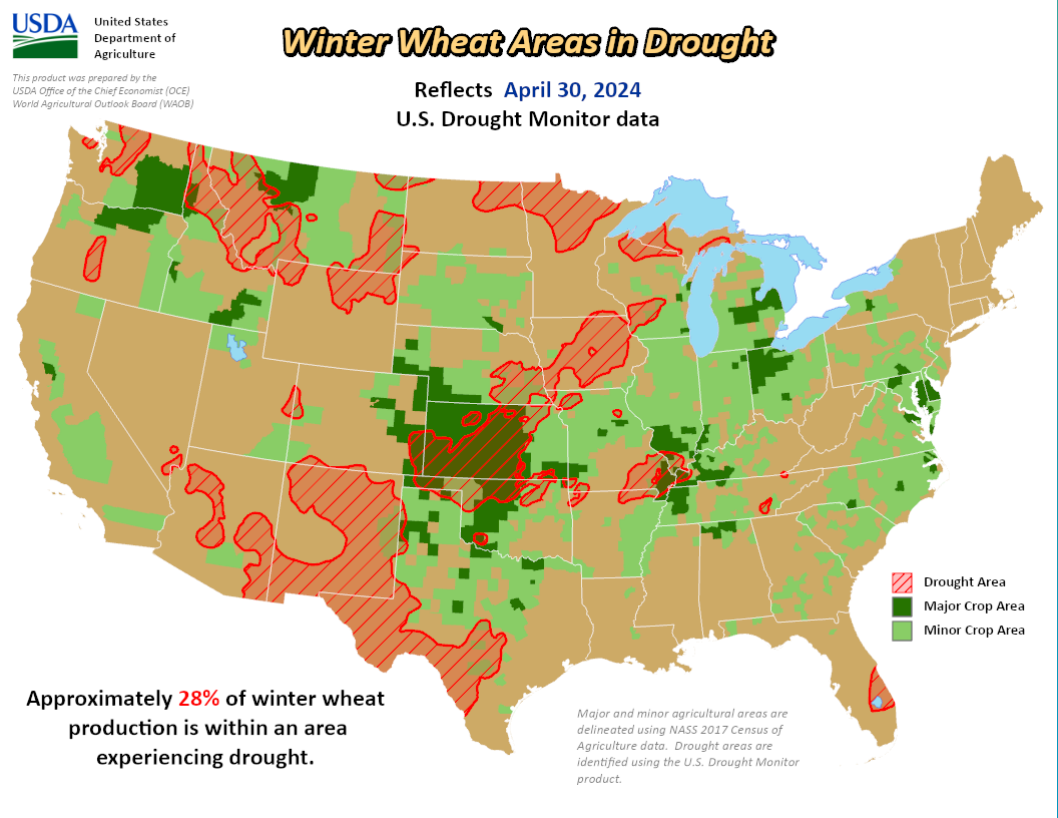 USDA
United States
Department of
Agriculture
This product was prepared by the
USDA Office of the Chief Economist (OCE)
World Agricultural Outlook Board (WAOB)
Winter Wheat Areas in Drought
Reflects April 30, 2024
U.S. Drought Monitor data
Drought Area
Major Crop Area
Minor Crop Area
Approximately 28% of winter wheat
production is within an area
experiencing drought.
Major and minor agricultural areas are
delineated using NASS 2017 Census of
Agriculture data. Drought areas are
identified using the U.S. Drought Monitor
product.